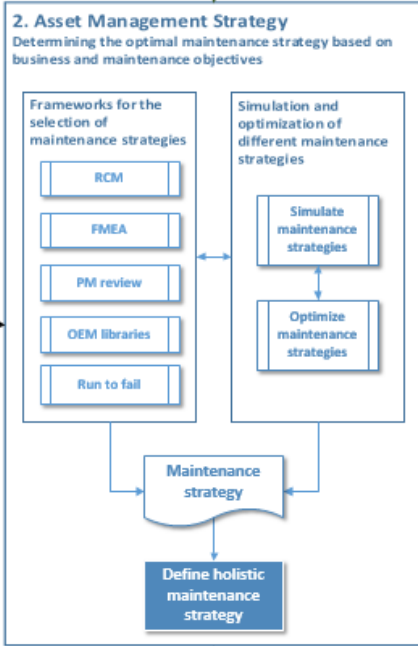 2. Asset Management Strategy
Determining the optimal maintenance strategy based on
business and maintenance objectives
Frameworks for the
selection of
maintenance strategies
RCM
FMEA
PM review
OEM libraries
Run to fail
Simulation and
optimization of
different maintenance
strategies
Simulate
maintenance
strategies
Optimize
maintenance
strategies
Maintenance
strategy
Define holistic
maintenance
strategy